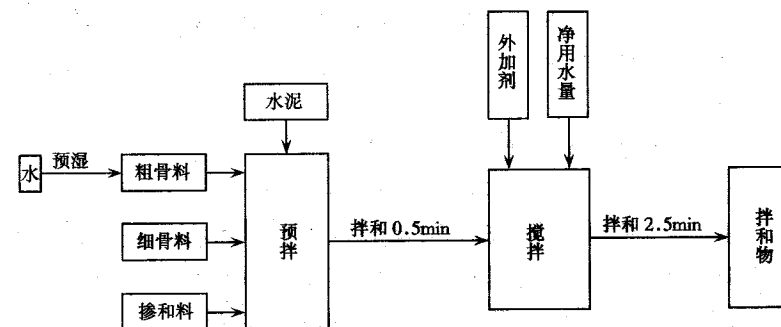 外加剂
净用水量
水泥
水
预湿
粗骨料
细骨料
掺和料
预拌
拌和 0.5min
搅拌
拌和 2.5min
拌和物